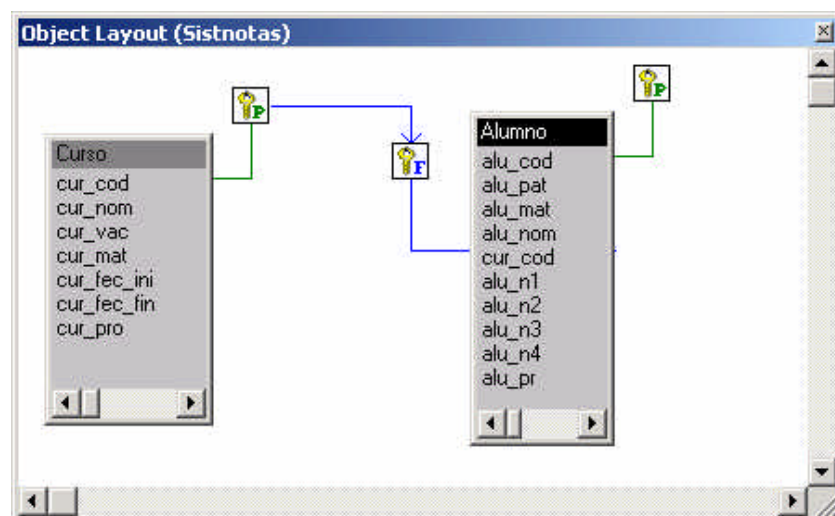 Object Layout (Sistnotas)
P
P
F
Curso
cur_cod
cur_nom
cur_vac
cur_mat
cur_fec_ini
cur_fec_fin
cur_pro
Alumno
alu_cod
alu_pat
alu_mat
alu_nom
cur_cod
alu_n1
alu_n2
alu_n3
alu_n4
alu_pr